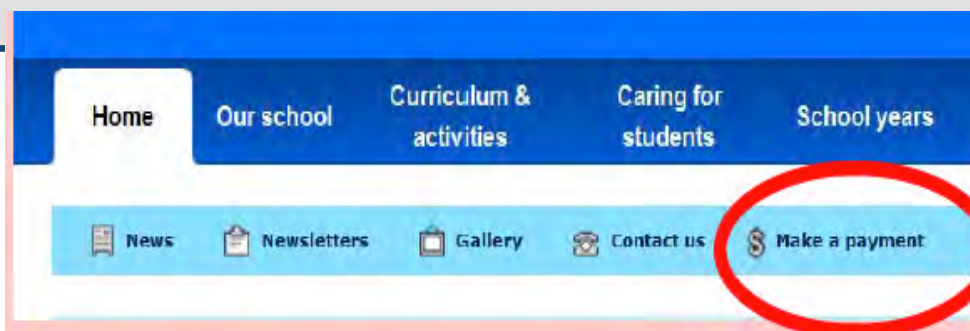 Home
Our school
Curriculum &
activities
Caring for
students
School years
News
Newsletters
Gallery
Contact us
$ Make a payment